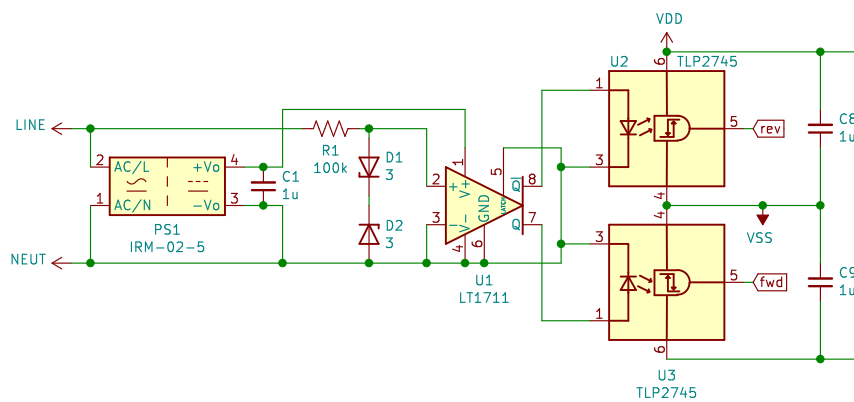 VDD
U2
TLP2745
6
1
5
rev
3
4
LINE
R1
100k
D1
3
2
AC/L
+Vo
4
1
AC/N
-Vo
3
PS1
IRM-02-5
C1
1u
D2
3
NEUT
2
+
V+
1
5
LATCH
Q
8
3
-
V-
GND
Q
7
4
6
U1
LT1711
C8
1u
VSS
4
3
5
fwd
1
6
U3
TLP2745
C9
1u